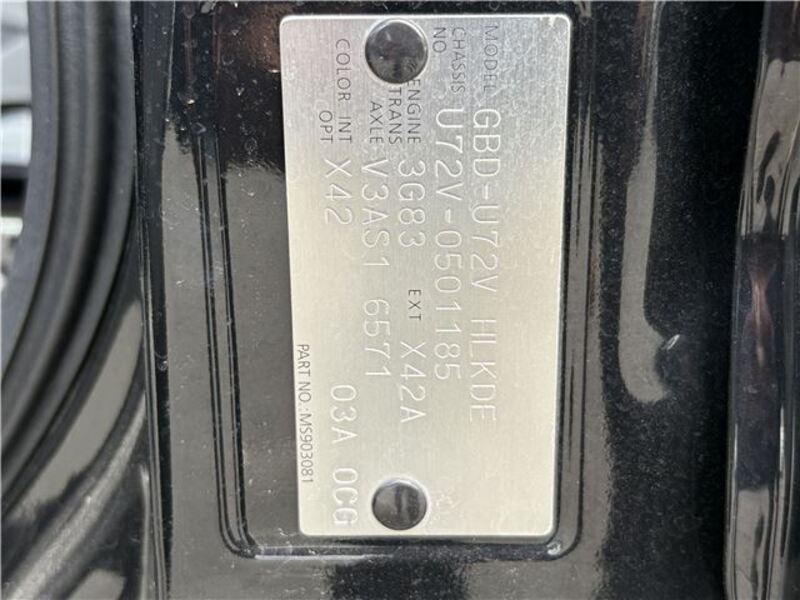 MODEL GBD-U72V HLKDE
CHASSIS NO U72V-0501185
ENGINE 3G83 EXT X42A
TRANS AXLE V3AS1 6571
COLOR INT OPT X42 03A 0CG
PART NO.:MS903081